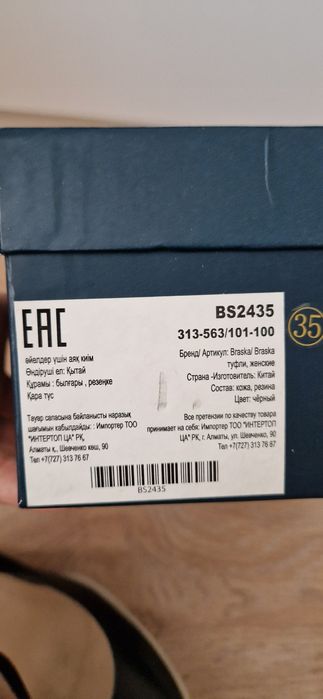 EAC
BS2435
313-563/101-100
35
әйелдер үшін аяқ киім
Өндіруші ел: Қытай
Құрамы : былғары , резеңке
Қара түс
Бренд/ Артикул: Braska/ Braska
туфли, женские
Страна -Изготовитель: Китай
Состав: кожа, резина
Цвет: чёрный
Тауар сапасына байланысты наразық
шағымын кабылдайды: : Импортер ТОО
"ИНТЕРТОП ЦА" РК,
Алматы қ., Шевченко көш, 90
Тел +7(727) 313 76 67
Все претензии по качеству товара
принимает на себя: Импортер ТОО "ИНТЕРТОП
ЦА" РК, г. Алматы, ул. Шевченко, 90
Тел +7(727) 313 76 67
BS2435